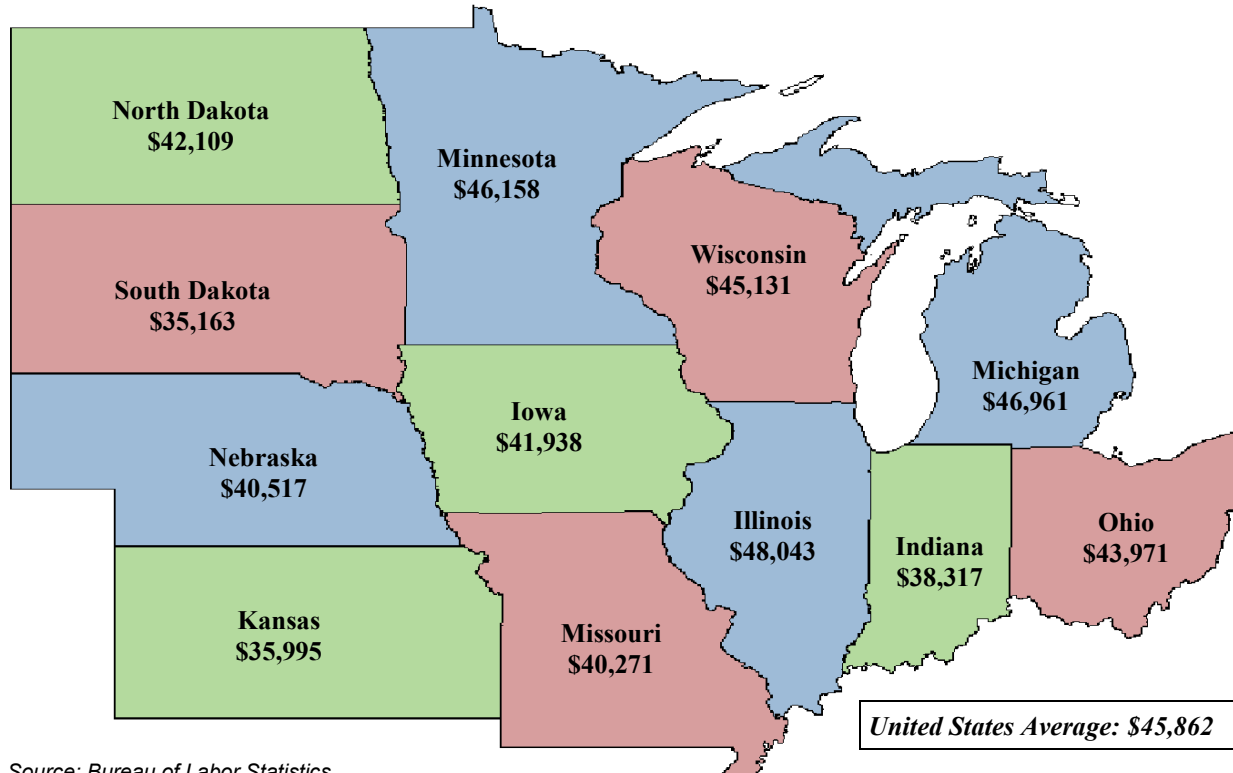 North Dakota
$42,109
Minnesota
$46,158
Wisconsin
$45,131
South Dakota
$35,163
Michigan
$46,961
Iowa
$41,938
Nebraska
$40,517
Illinois
$48,043
Indiana
$38,317
Ohio
$43,971
Kansas
$35,995
Missouri
$40,271
United States Average: $45,862
Source: Bureau of Labor Statistics